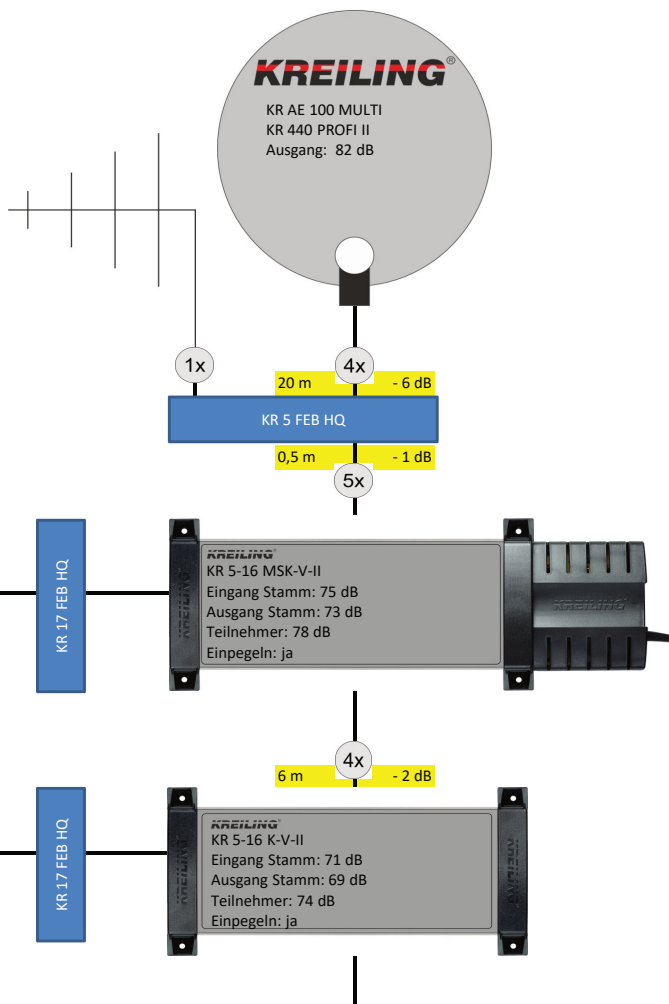 KREILING®
KR AE 100 MULTI
KR 440 PROFI II
Ausgang: 82 dB
1x
4x
20 m - 6 dB
KR 5 FEB HQ
0,5 m - 1 dB
5x
KR 17 FEB HQ
KREILING
KREILING®
KR 5-16 MSK-V-II
Eingang Stamm: 75 dB
Ausgang Stamm: 73 dB
Teilnehmer: 78 dB
Einpegeln: ja
KREILING
KREILING
4x
6 m - 2 dB
KR 17 FEB HQ
KREILING
KREILING®
KR 5-16 K-V-II
Eingang Stamm: 71 dB
Ausgang Stamm: 69 dB
Teilnehmer: 74 dB
Einpegeln: ja
KREILING